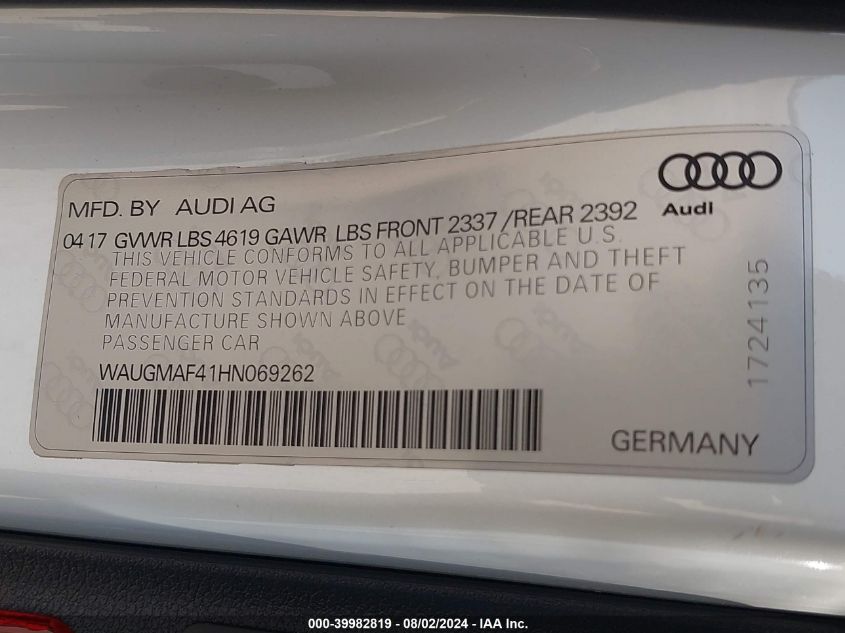 MFD. BY AUDI AG
Audi
04 17 GVWR LBS 4619 GAWR LBS FRONT 2337 /REAR 2392
THIS VEHICLE CONFORMS TO ALL APPLICABLE U.S.
FEDERAL MOTOR VEHICLE SAFETY, BUMPER AND THEFT
PREVENTION STANDARDS IN EFFECT ON THE DATE OF
MANUFACTURE SHOWN ABOVE
PASSENGER CAR
WAUGMAF41HN069262
1724135
GERMANY
000-39982819 - 08/02/2024 - IAA Inc.